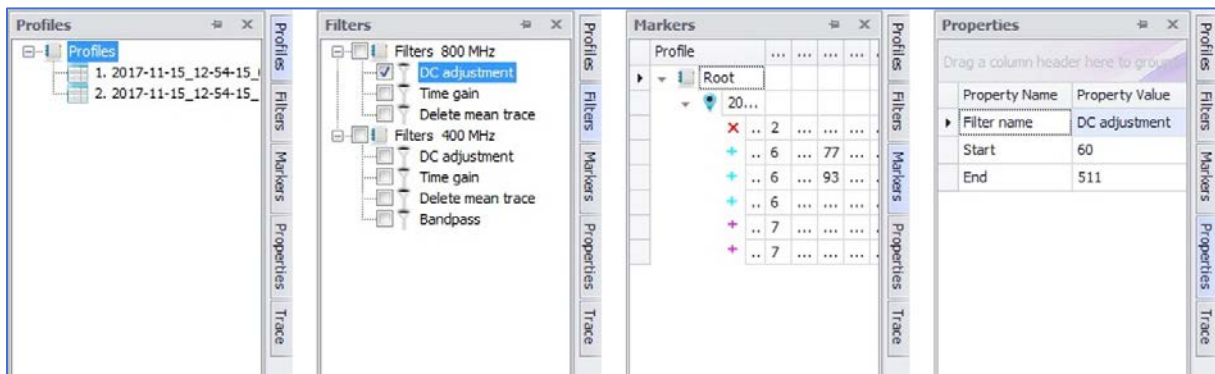 Profiles
Profiles
1. 2017-11-15_12-54-15_
2. 2017-11-15_12-54-15_
Profiles
Filters
Markers
Properties
Trace
Filters
Filters 800 MHz
DC adjustment
Time gain
Delete mean trace
Filters 400 MHz
DC adjustment
Time gain
Delete mean trace
Bandpass
Profiles
Filters
Markers
Properties
Trace
Markers
Profile ... ... ... ...
Root
20...
.. 2 ... ... ...
.. 6 ... 77 ...
.. 6 ... 93 ...
.. 6 ... ... ...
.. 7 ... ... ...
.. 7 ... ... ...
Profiles
Filters
Markers
Properties
Trace
Properties
Drag a column header here to group
Property Name Property Value
Filter name DC adjustment
Start 60
End 511
Profiles
Filters
Markers
Properties
Trace